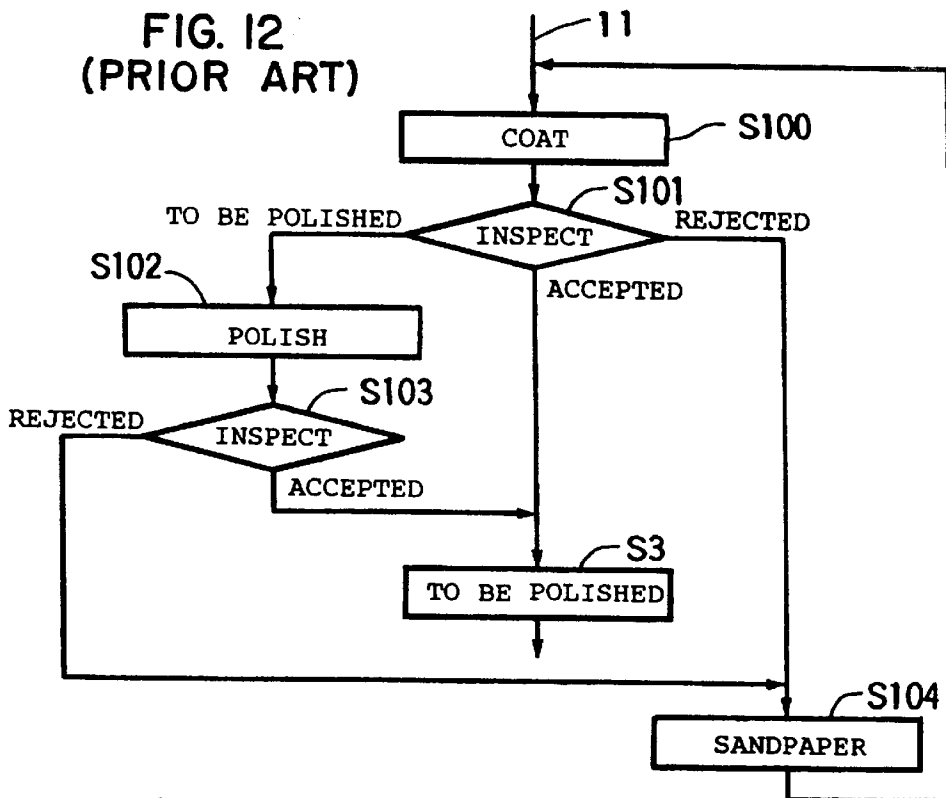 FIG. 12
(PRIOR ART)
11
COAT
S100
S101
TO BE POLISHED
INSPECT
REJECTED
S102
ACCEPTED
POLISH
S103
REJECTED
INSPECT
ACCEPTED
S3
TO BE POLISHED
S104
SANDPAPER